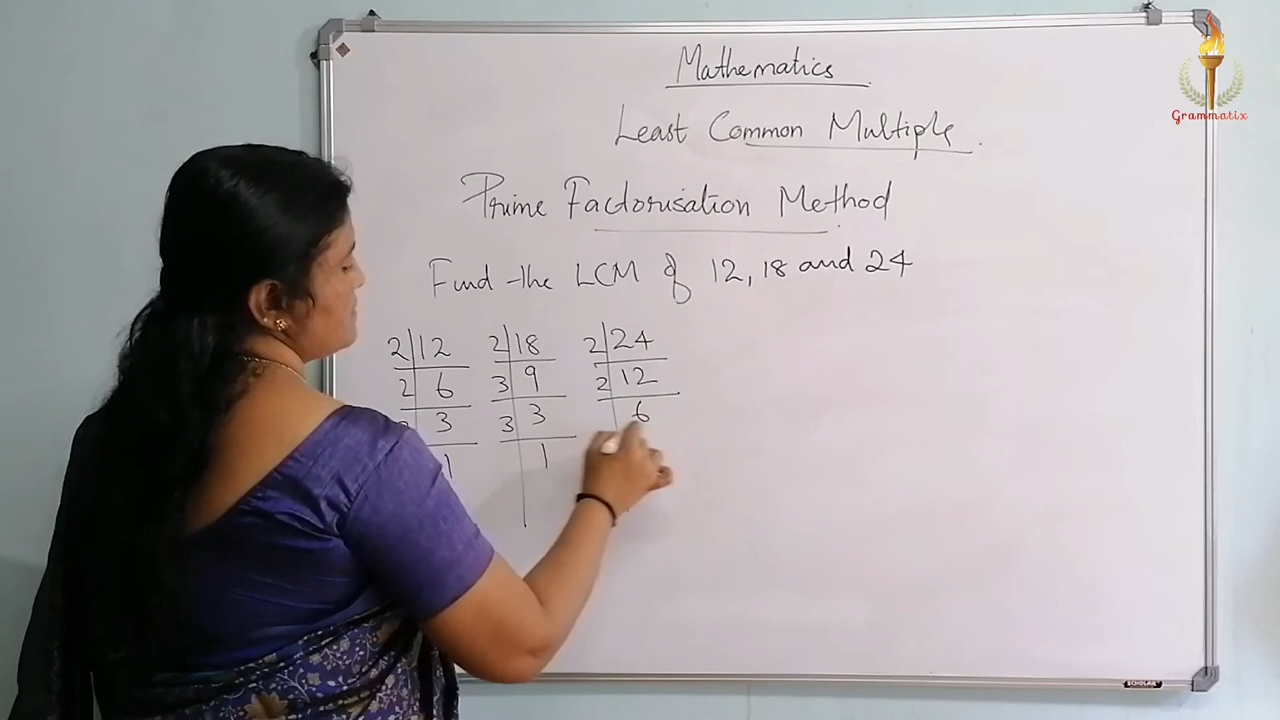 Mathematics
Least Common Multiple.
Prime Factorisation Method
Find the LCM of 12, 18 and 24
2 12 2 18 2 24
2 6 3 9 2 12
3 3 3 6
1 1
Grammatix
SCHOLAR